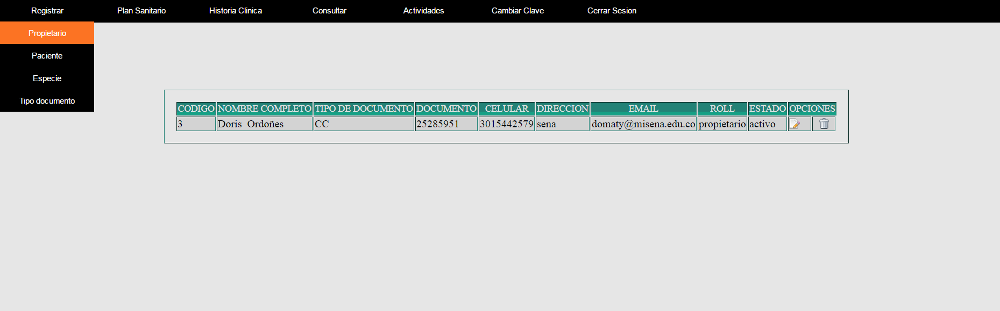 Registrar Plan Sanitario Historia Clinica Consultar Actividades Cambiar Clave Cerrar Sesion
Propietario
Paciente
Especie
Tipo documento
CODIGO NOMBRE COMPLETO TIPO DE DOCUMENTO DOCUMENTO CELULAR DIRECCION EMAIL ROLL ESTADO OPCIONES
3 Doris Ordoñes CC 25285951 3015442579 sena domaty@misena.edu.co propietario activo